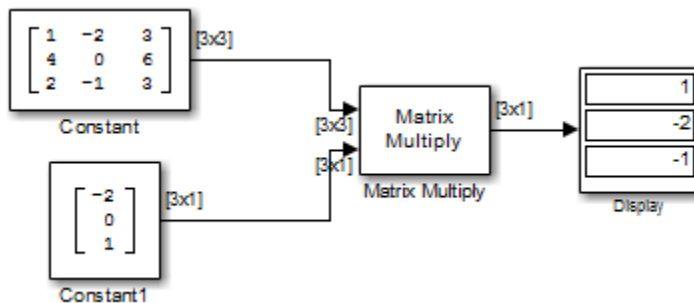 1 -2 3
4 0 6
2 -1 3
[3x3]
Constant
[3x3]
Matrix
Multiply
[3x1]
Matrix Multiply
[3x1]
1
-2
-1
Display
-2
0
1
[3x1]
Constant1